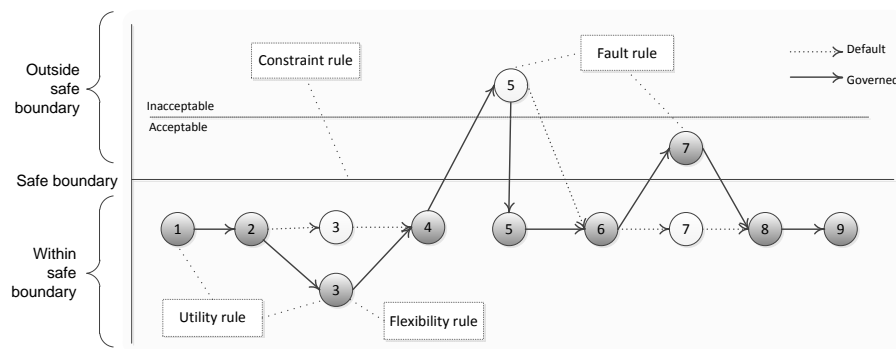 Outside
safe
boundary
Constraint rule
Fault rule
Default
Governed
5
Inacceptable
Acceptable
7
Safe boundary
1
2
3
4
5
6
7
8
9
Within
safe
boundary
3
Utility rule
Flexibility rule